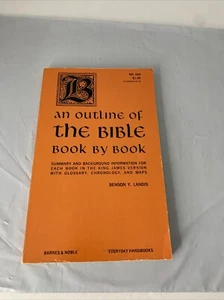 B
an outline of
the BIBLE
BOOK BY BOOK
SUMMARY AND BACKGROUND INFORMATION FOR
EACH BOOK IN THE KING JAMES VERSION
WITH GLOSSARY, CHRONOLOGY, AND MAPS
BENSON Y. LANDIS
BARNES & NOBLE
EVERYDAY HANDBOOKS